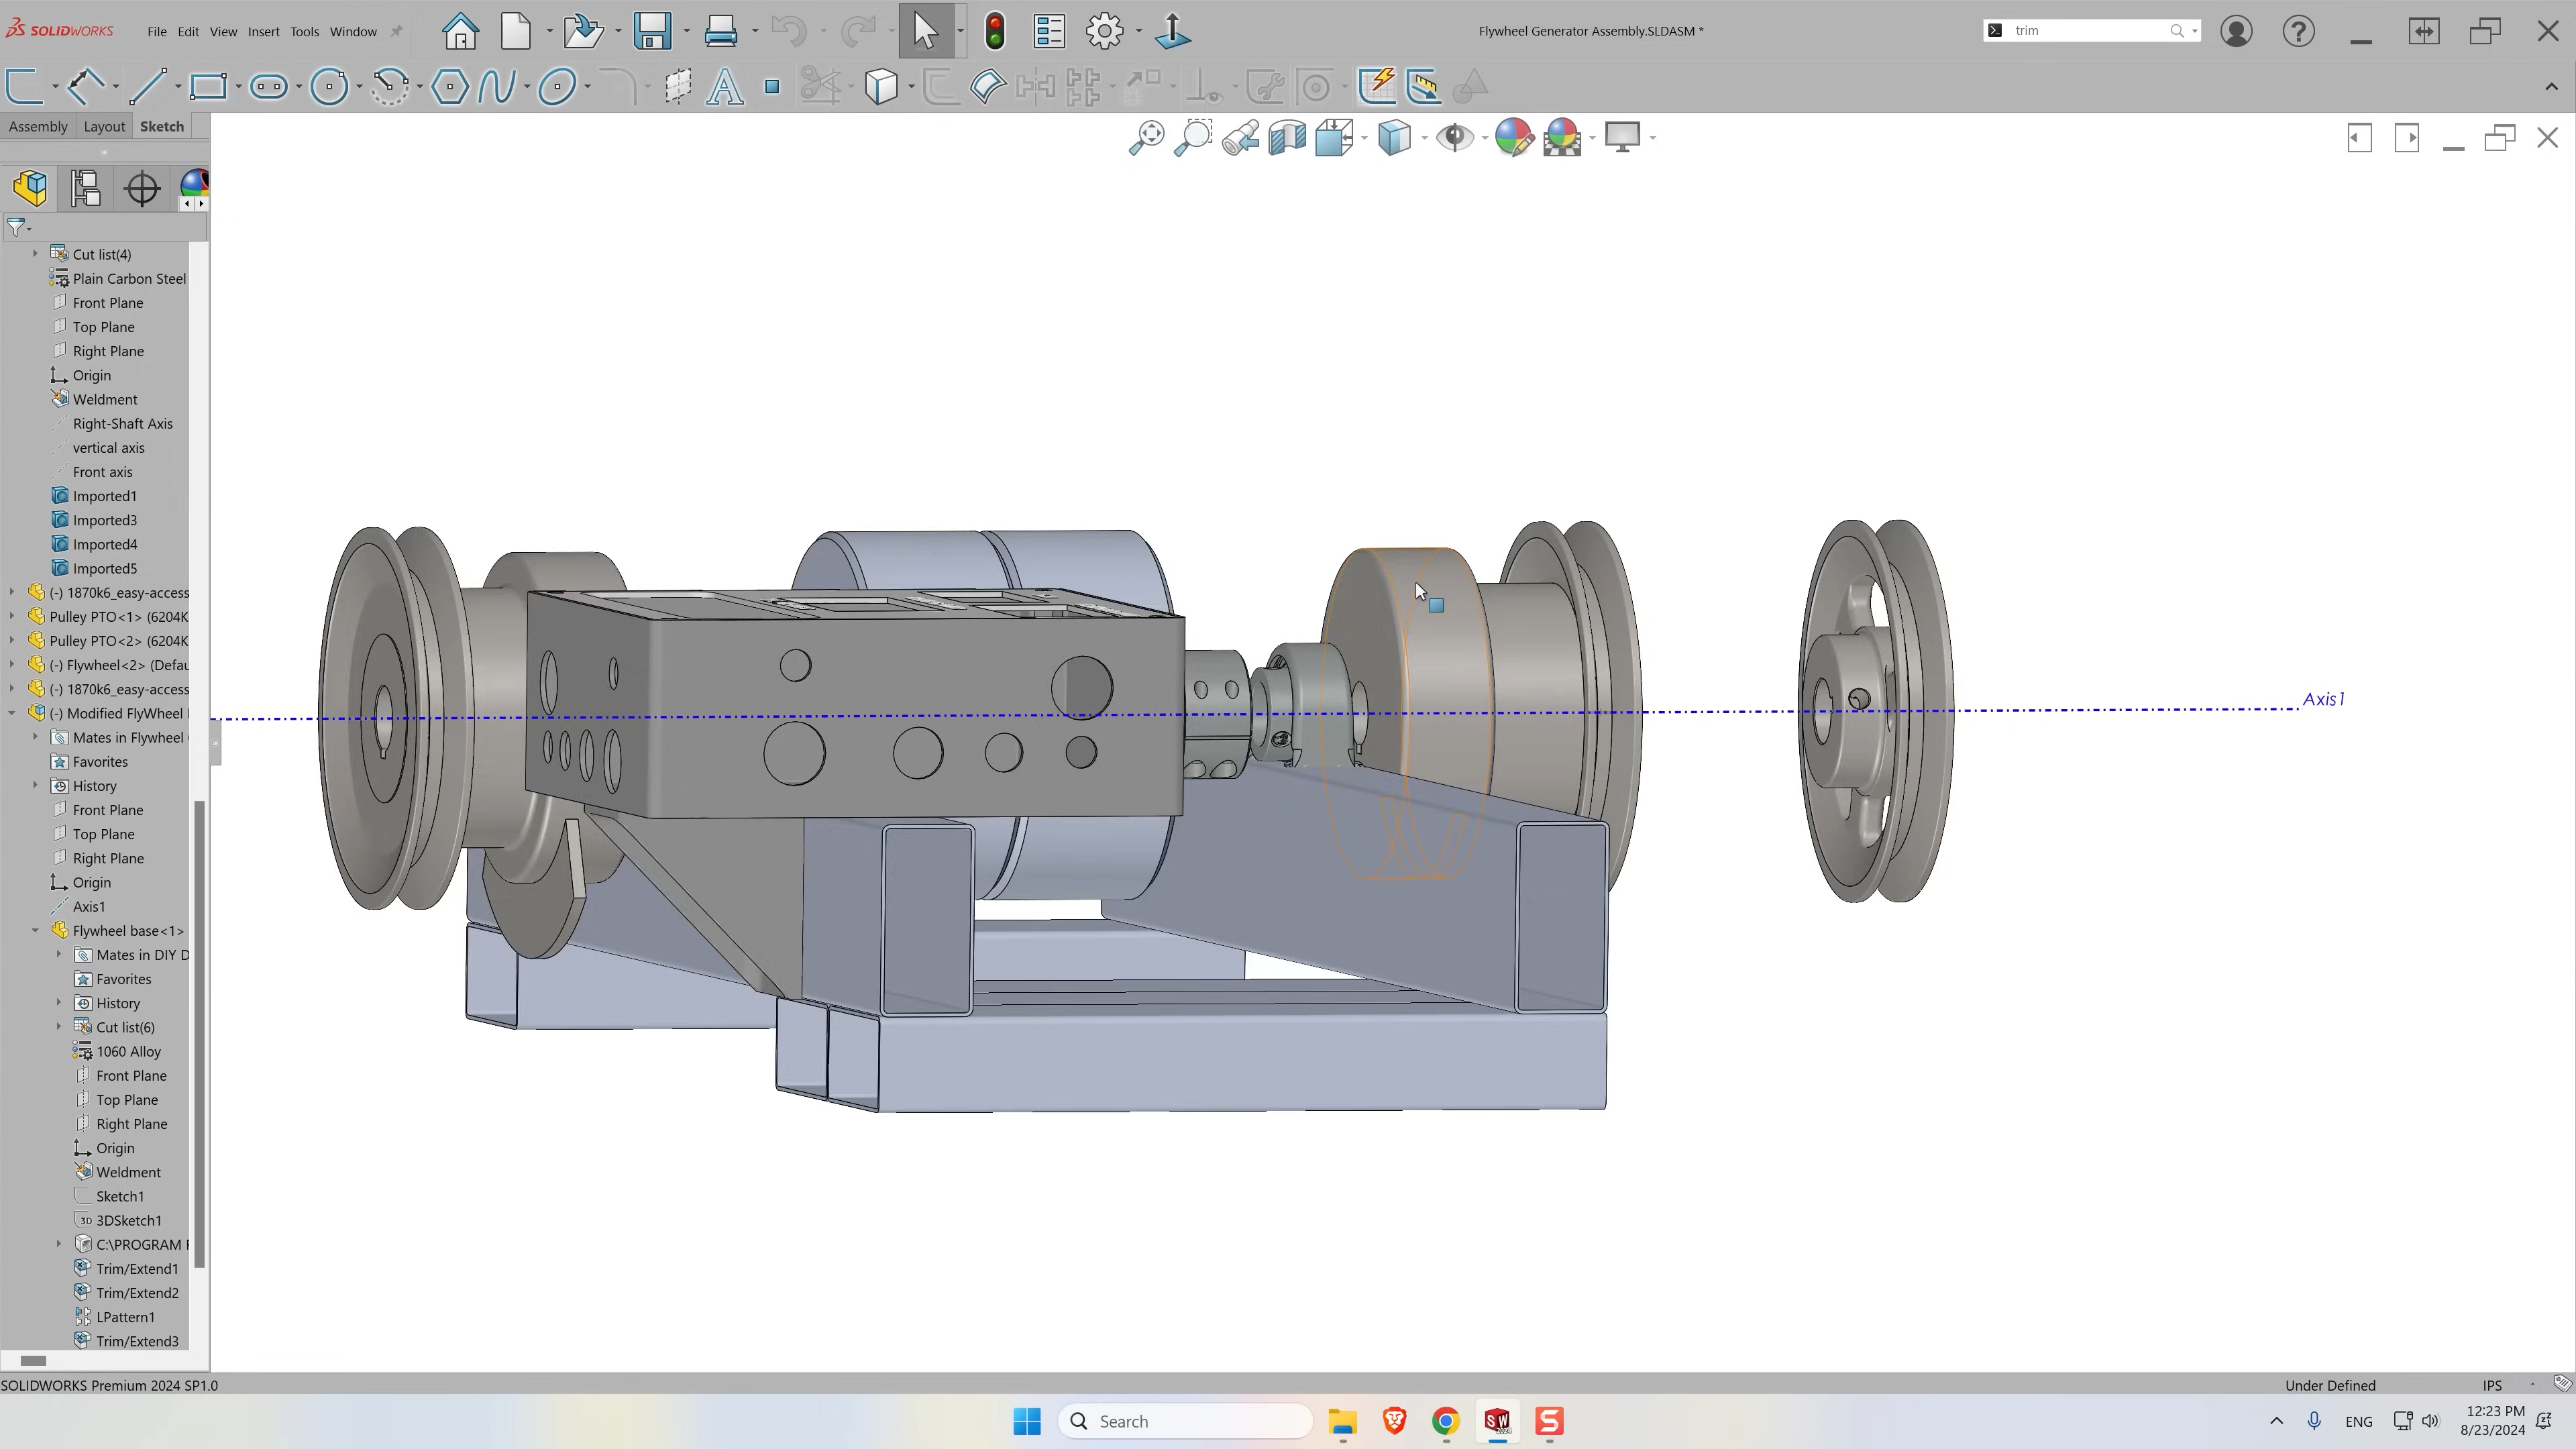 SOLIDWORKS
File Edit View Insert Tools Window
Flywheel Generator Assembly.SLDASM *
trim
Assembly Layout Sketch
Cut list(4)
Plain Carbon Steel
Front Plane
Top Plane
Right Plane
Origin
Weldment
Right-Shaft Axis
vertical axis
Front axis
Imported1
Imported3
Imported4
Imported5
(-) 1870k6_easy-access
Pulley PTO<1> (6204K
Pulley PTO<2> (6204K
(-) Flywheel<2> (Defau
(-) 1870k6_easy-access
(-) Modified FlyWheel
Mates in Flywheel
Favorites
History
Front Plane
Top Plane
Right Plane
Origin
Axis1
Flywheel base<1>
Mates in DIY D
Favorites
History
Cut list(6)
1060 Alloy
Front Plane
Top Plane
Right Plane
Origin
Weldment
Sketch1
3D 3DSketch1
C:\PROGRAM F
Trim/Extend1
Trim/Extend2
LPattern1
Trim/Extend3
Axis1
SOLIDWORKS Premium 2024 SP1.0
Under Defined
IPS
Search
SW
2024
S
ENG
12:23 PM
8/23/2024